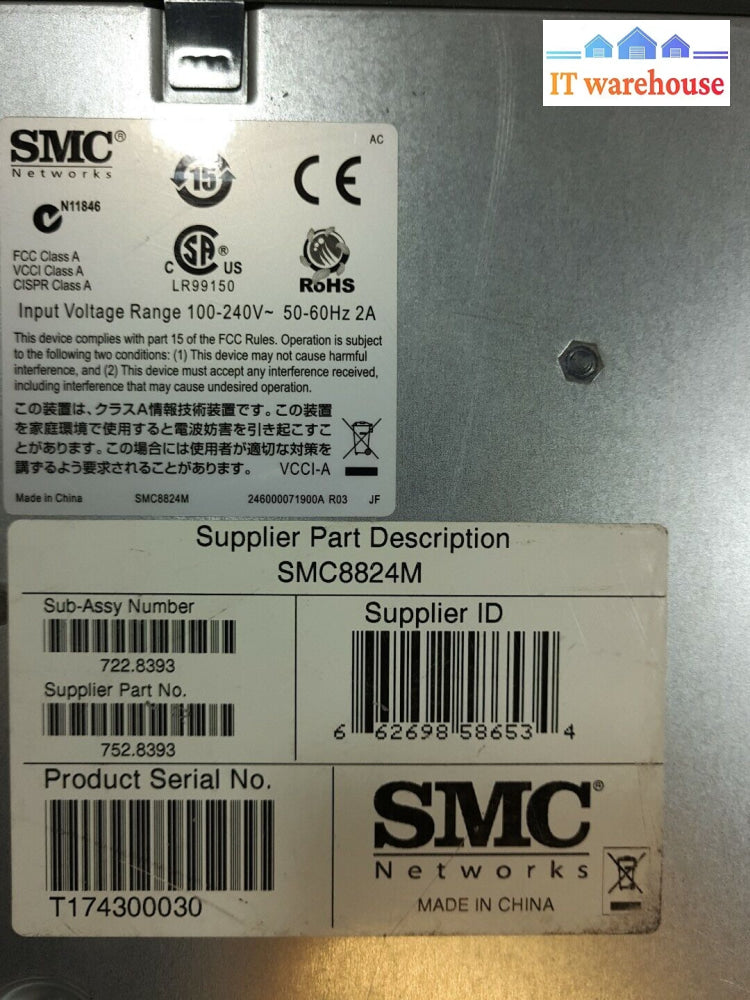 IT warehouse
SMC®
Networks
AC
15
CE
N11846
FCC Class A
VCCI Class A
CISPR Class A
C SA ® US
LR99150
RoHS
Input Voltage Range 100-240V~ 50-60Hz 2A
This device complies with part 15 of the FCC Rules. Operation is subject
to the following two conditions: (1) This device may not cause harmful
interference, and (2) This device must accept any interference received,
including interference that may cause undesired operation.
この装置は、クラスA情報技術装置です。この装置
を家庭環境で使用すると電波妨害を引き起こすこ
とがあります。この場合には使用者が適切な対策を
講ずるよう要求されることがあります。 VCCI-A
Made in China SMC8824M 246000071900A R03 JF
Supplier Part Description
SMC8824M
Sub-Assy Number
722.8393
Supplier Part No.
752.8393
Supplier ID
6 62698 58653 4
Product Serial No.
T174300030
SMC®
Networks
MADE IN CHINA